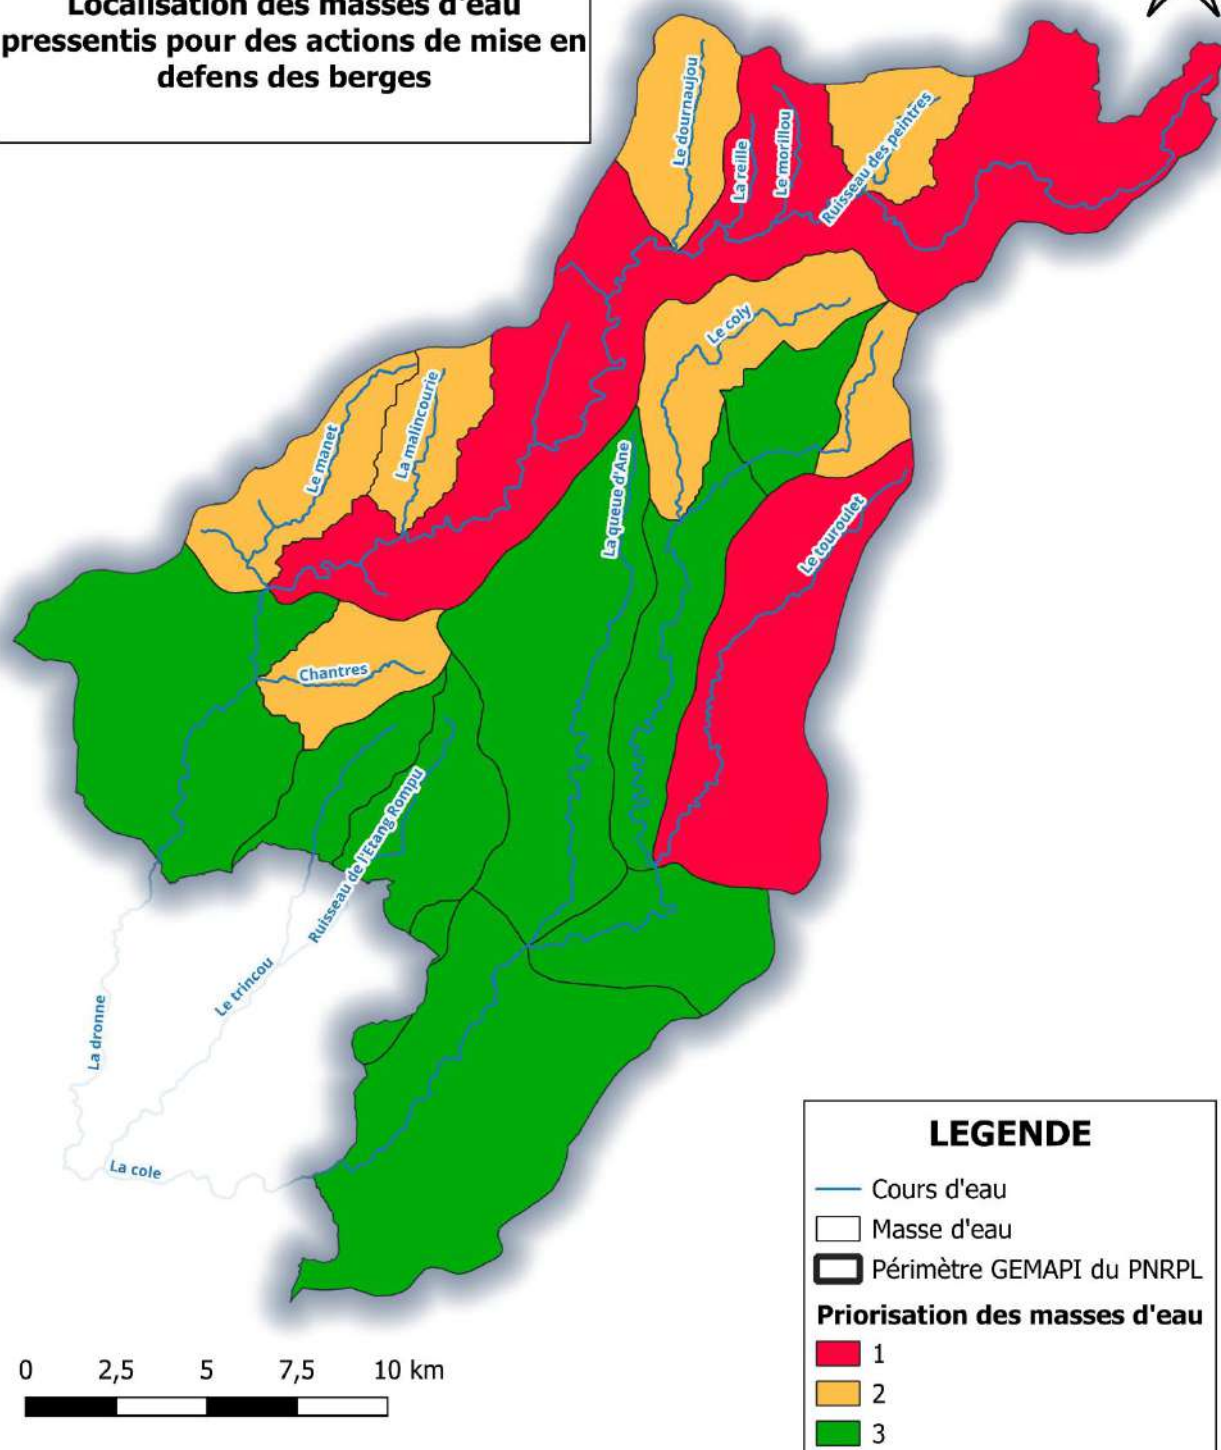 Localisation des masses d'eau
pressentis pour des actions de mise en
defens des berges
Le dournaujou
La reille
Le morillou
Ruisseau des peintres
Le coly
Le manet
La malincourie
La queue d'Ane
Le touroulet
Chantres
Ruisseau de l'Etang Rompu
Le trincou
La dronne
La cole
LEGENDE
Cours d'eau
Masse d'eau
Périmètre GEMAPI du PNRPL
Priorisation des masses d'eau
1
2
3
0 2,5 5 7,5 10 km